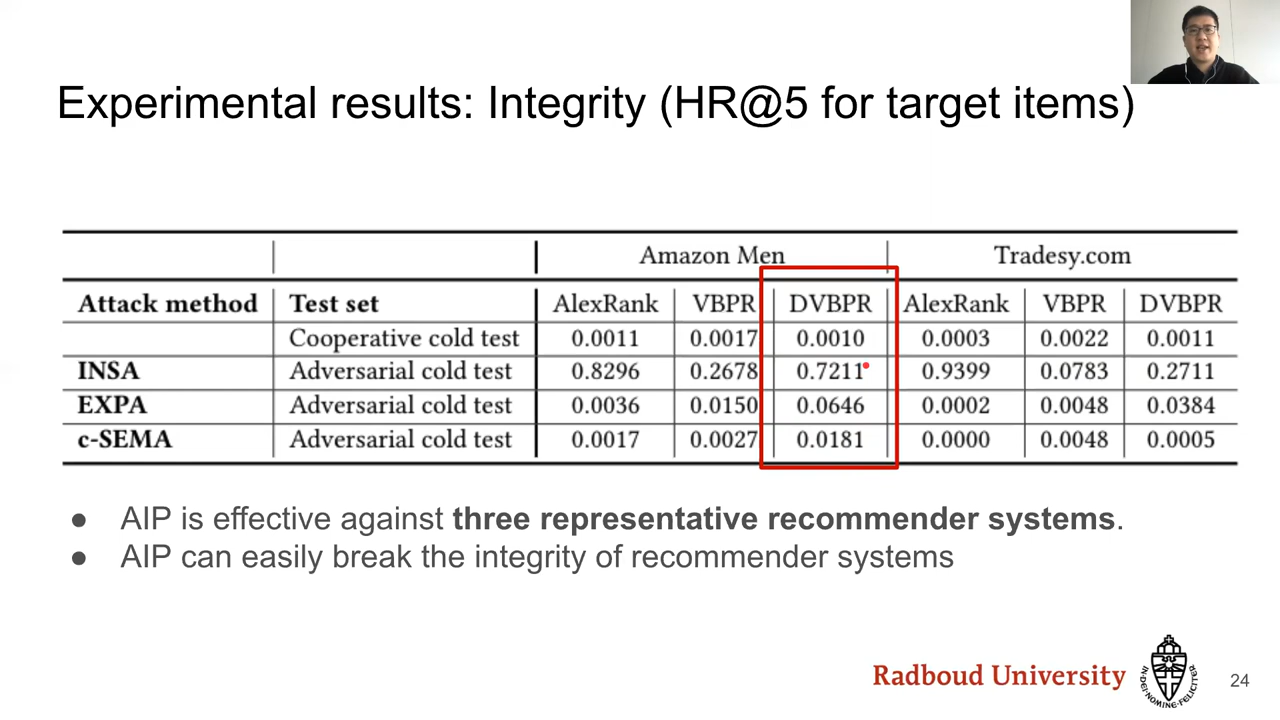 Experimental results: Integrity (HR@5 for target items)
Amazon Men Tradesy.com
Attack method Test set AlexRank VBPR DVBPR AlexRank VBPR DVBPR
Cooperative cold test 0.0011 0.0017 0.0010 0.0003 0.0022 0.0011
INSA Adversarial cold test 0.8296 0.2678 0.7211 0.9399 0.0783 0.2711
EXPA Adversarial cold test 0.0036 0.0150 0.0646 0.0002 0.0048 0.0384
c-SEMA Adversarial cold test 0.0017 0.0027 0.0181 0.0000 0.0048 0.0005
● AIP is effective against three representative recommender systems.
● AIP can easily break the integrity of recommender systems
Radboud University
IN·DEI·NOMINE·FELICITER
24